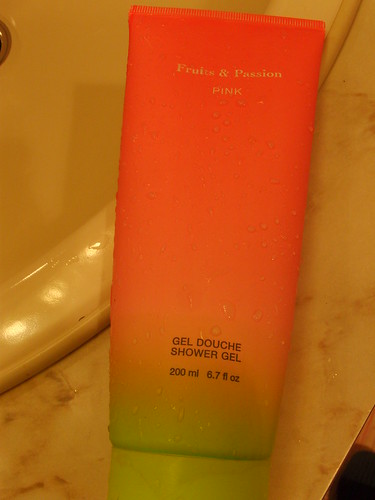 Fruits & Passion
PINK
GEL DOUCHE
SHOWER GEL
200 ml 6.7 fl oz